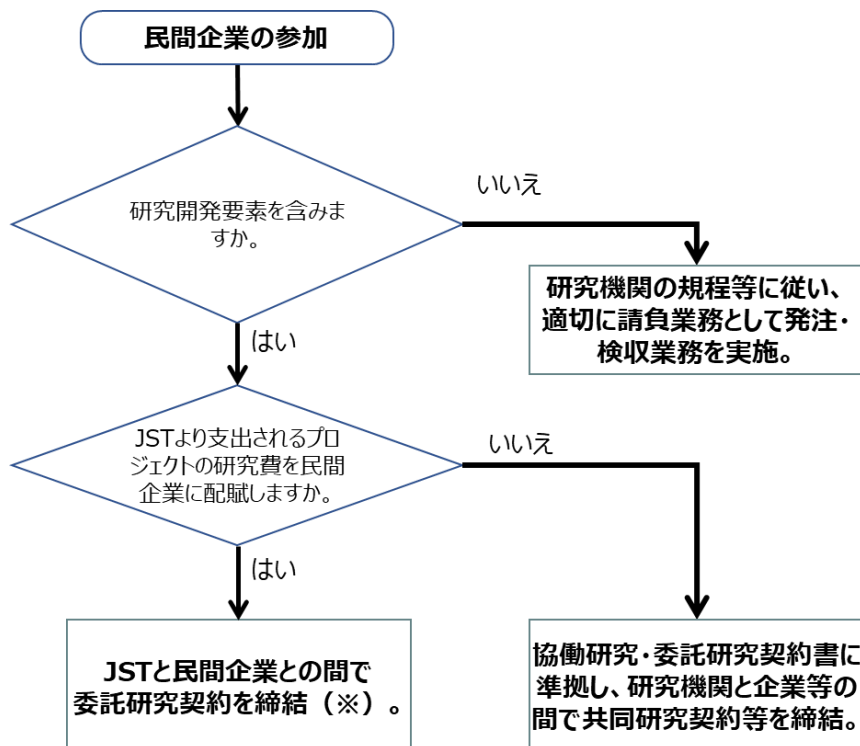 民間企業の参加
研究開発要素を含みま
すか。
いいえ
研究機関の規程等に従い、
適切に請負業務として発注・
検収業務を実施。
はい
JSTより支出されるプロ
ジェクトの研究費を民間
企業に配賦しますか。
いいえ
はい
JSTと民間企業との間で
委託研究契約を締結（※）。
協働研究・委託研究契約書に
準拠し、研究機関と企業等の
間で共同研究契約等を締結。